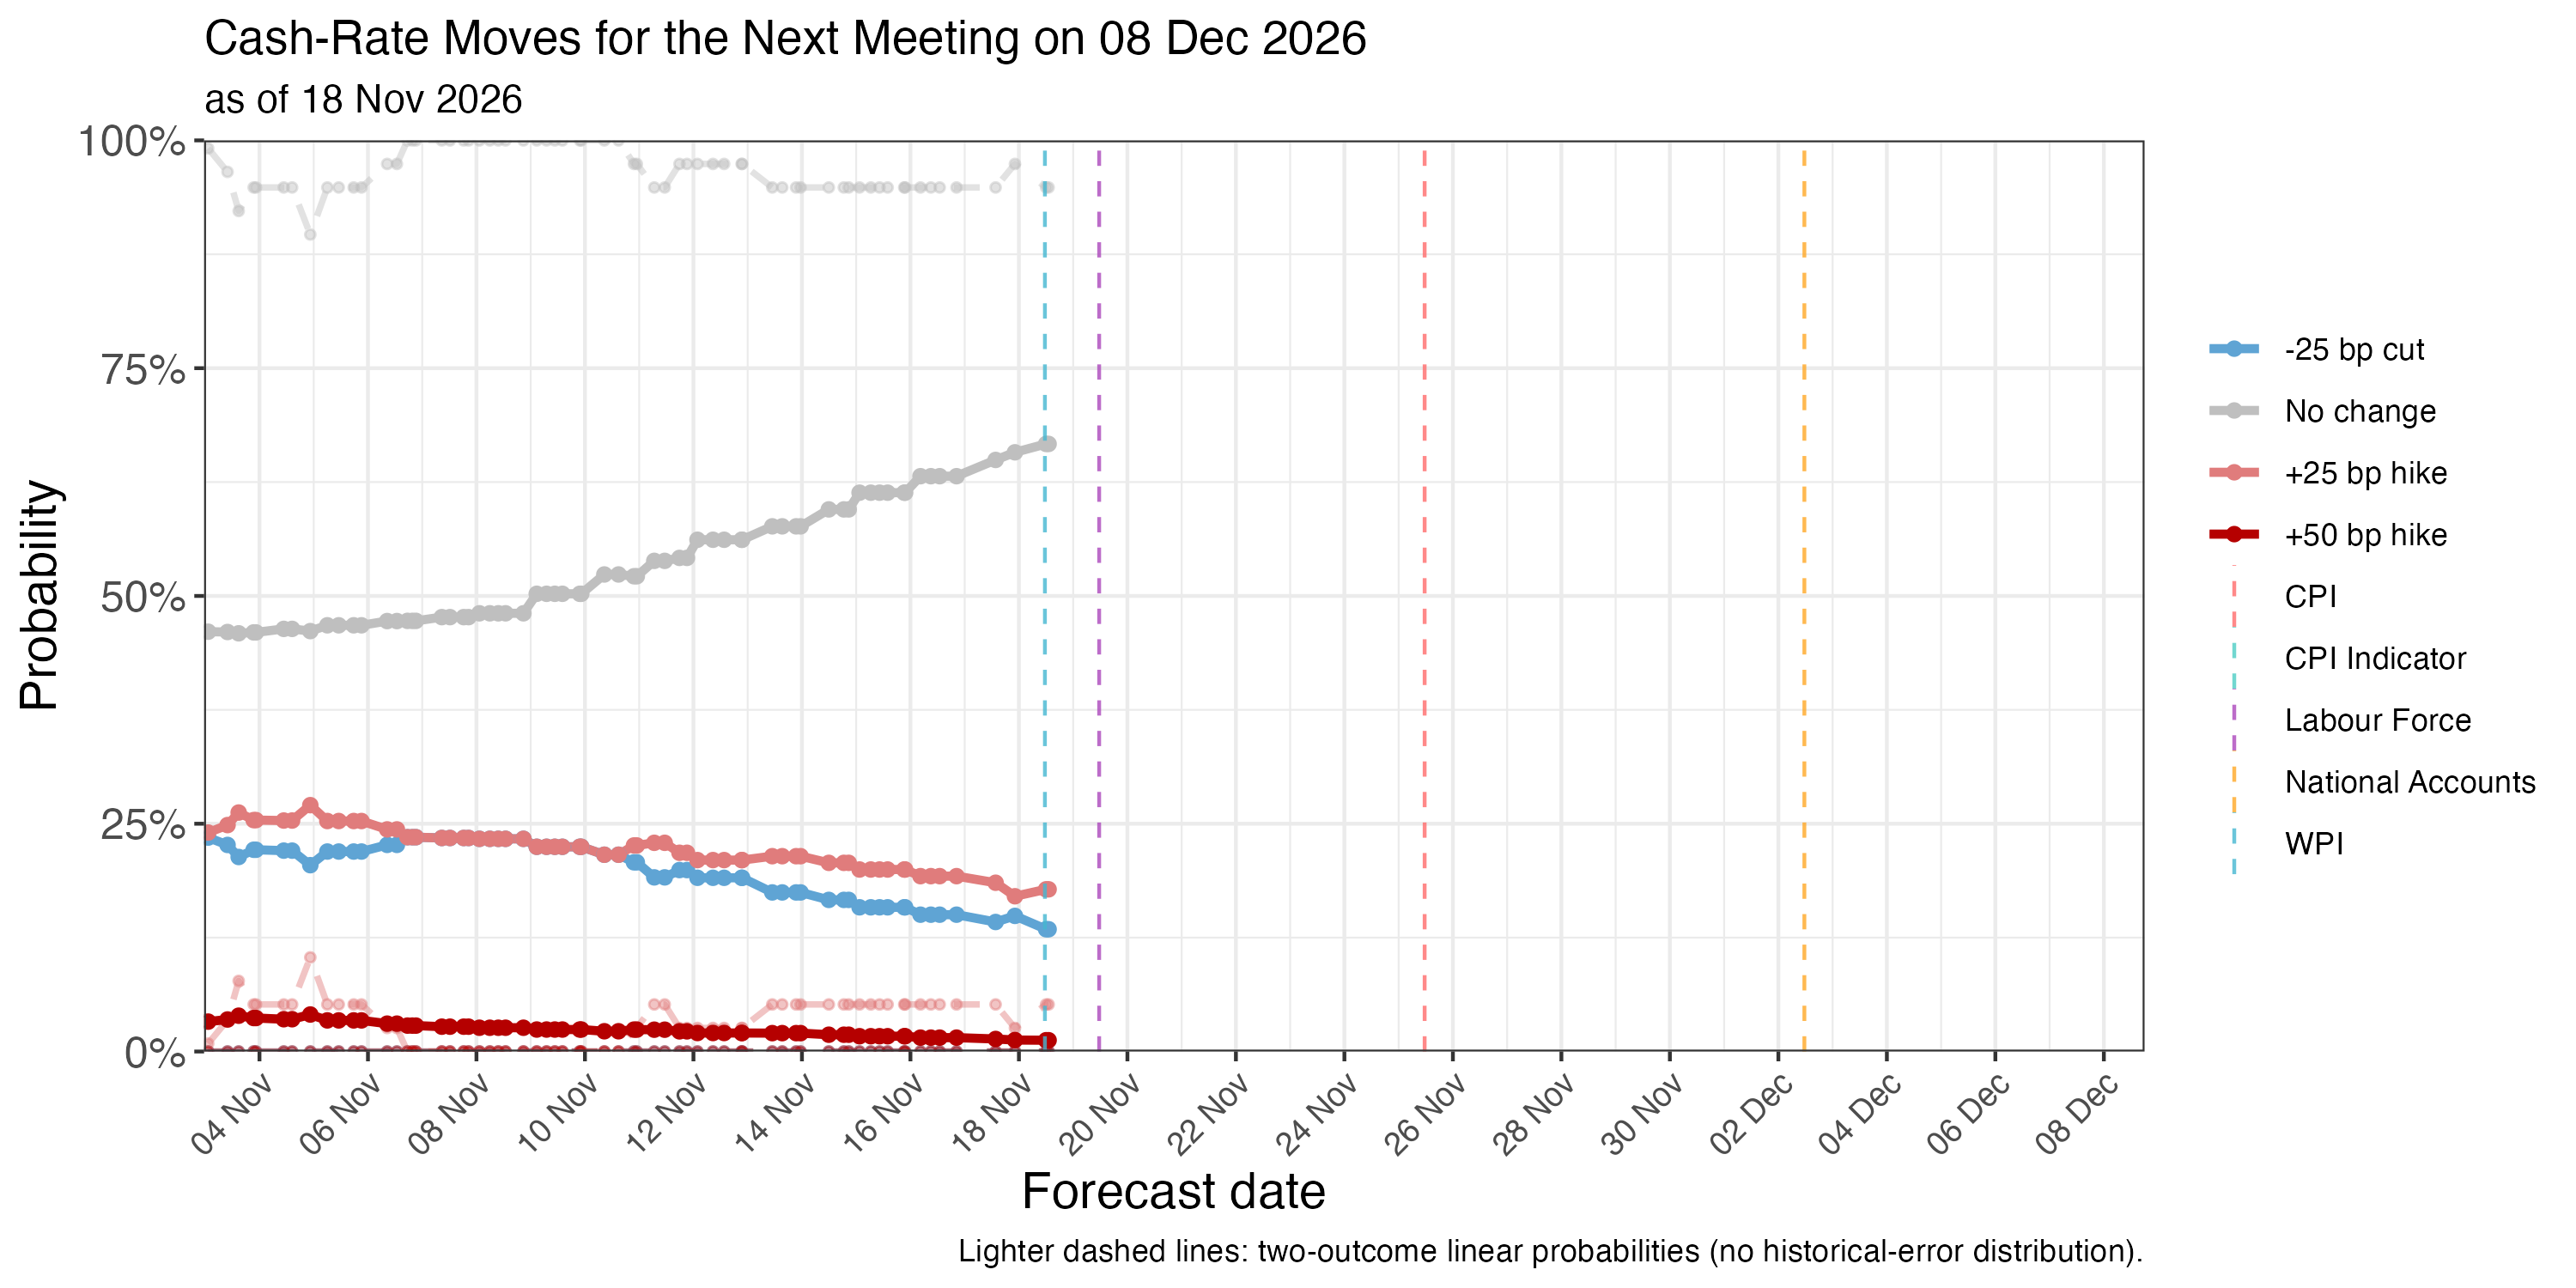 Cash-Rate Moves for the Next Meeting on 08 Dec 2026
as of 18 Nov 2026
Probability
100%
75%
50%
25%
0%
04 Nov
06 Nov
08 Nov
10 Nov
12 Nov
14 Nov
16 Nov
18 Nov
20 Nov
22 Nov
24 Nov
26 Nov
28 Nov
30 Nov
02 Dec
04 Dec
06 Dec
08 Dec
Forecast date
-25 bp cut
No change
+25 bp hike
+50 bp hike
CPI
CPI Indicator
Labour Force
National Accounts
WPI
Lighter dashed lines: two-outcome linear probabilities (no historical-error distribution).